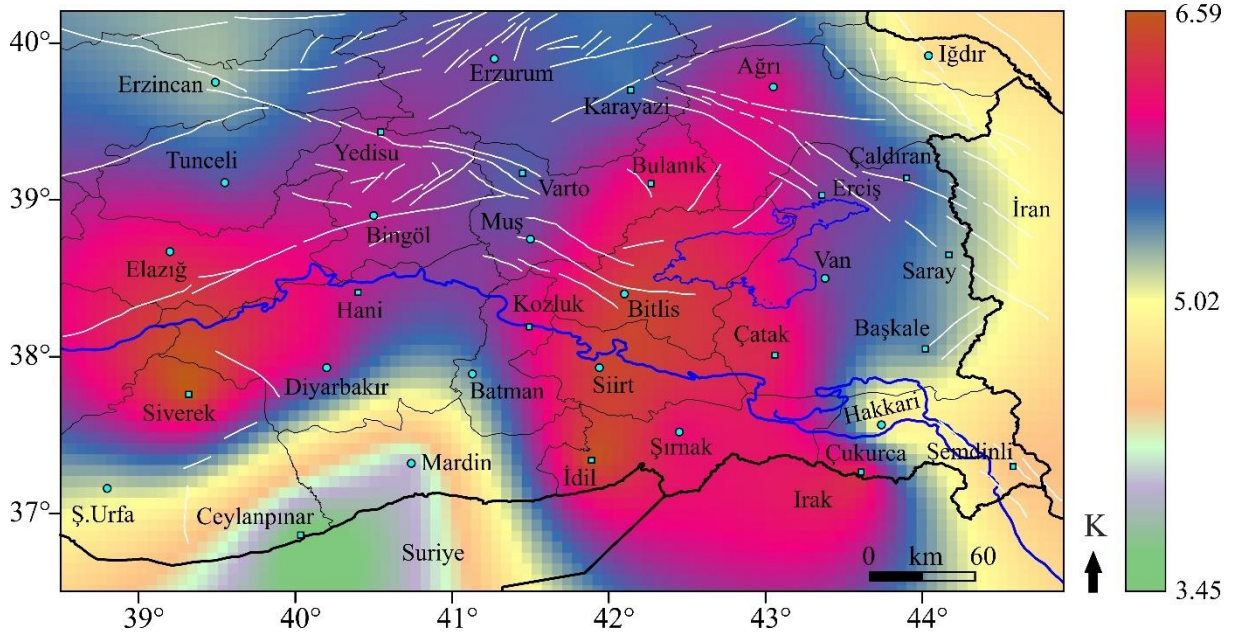 40°
39°
38°
37°
Erzincan
Erzurum
Ağrı
Iğdır
Karayazi
Tunceli
Yedisu
Varto
Bulanık
Çaldıran
Erciş
İran
Elazığ
Bingöl
Muş
Van
Saray
Hani
Kozluk
Bitlis
Çatak
Başkale
Siverek
Diyarbakır
Batman
Siirt
Hakkari
Mardin
İdil
Şırnak
Çukurca
Şemdinli
Ş.Urfa
Ceylanpınar
Suriye
Irak
0 km 60
39° 40° 41° 42° 43° 44°
K
6.59
5.02
3.45